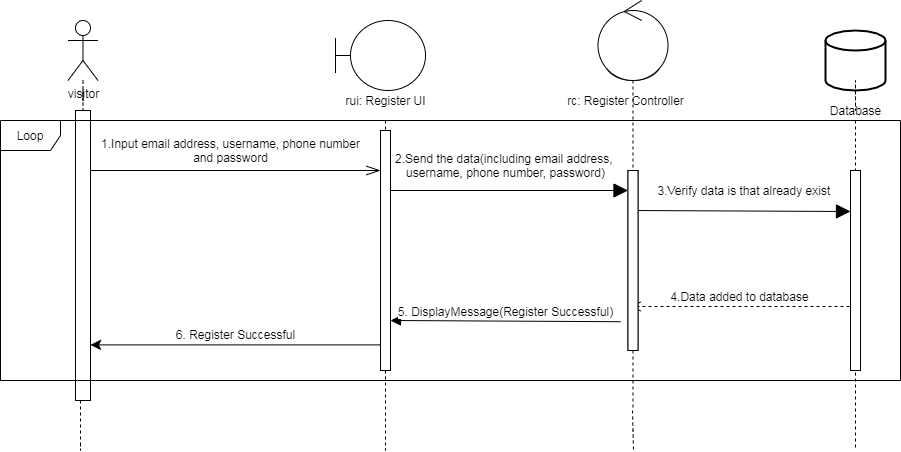 visitor
rui: Register UI
rc: Register Controller
Database
Loop
1.Input email address, username, phone number
and password
2.Send the data(including email address,
username, phone number, password)
3.Verify data is that already exist
4.Data added to database
5. DisplayMessage(Register Successful)
6. Register Successful